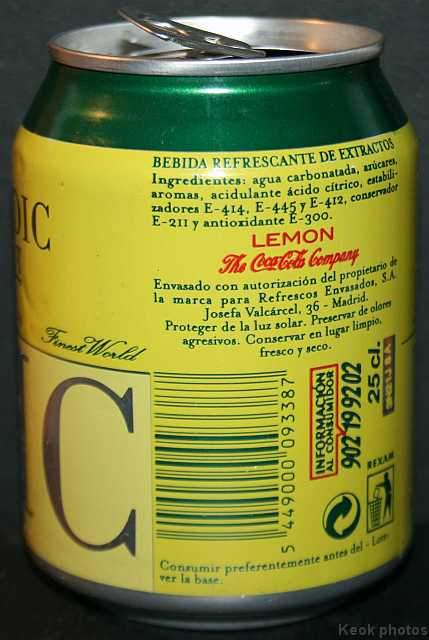 DIC
Finest World
C
BEBIDA REFRESCANTE DE EXTRACTOS
Ingredientes: agua carbonatada, azúcares,
aromas, acidulante ácido cítrico, estabili-
zadores E-414, E-445 y E-412, conservador
E-211 y antioxidante E-300.
LEMON
The Coca-Cola Company
Envasado con autorización del propietario de
la marca para Refrescos Envasados, S.A.
Josefa Valcárcel, 36 - Madrid.
Proteger de la luz solar. Preservar de olores
agresivos. Conservar en lugar limpio,
fresco y seco.
5 449000 093387
INFORMACIÓN
AL CONSUMIDOR
902 19 92 02
25 cl.
REXAM
Consumir preferentemente antes del - Lote:
ver la base.
Keok photos